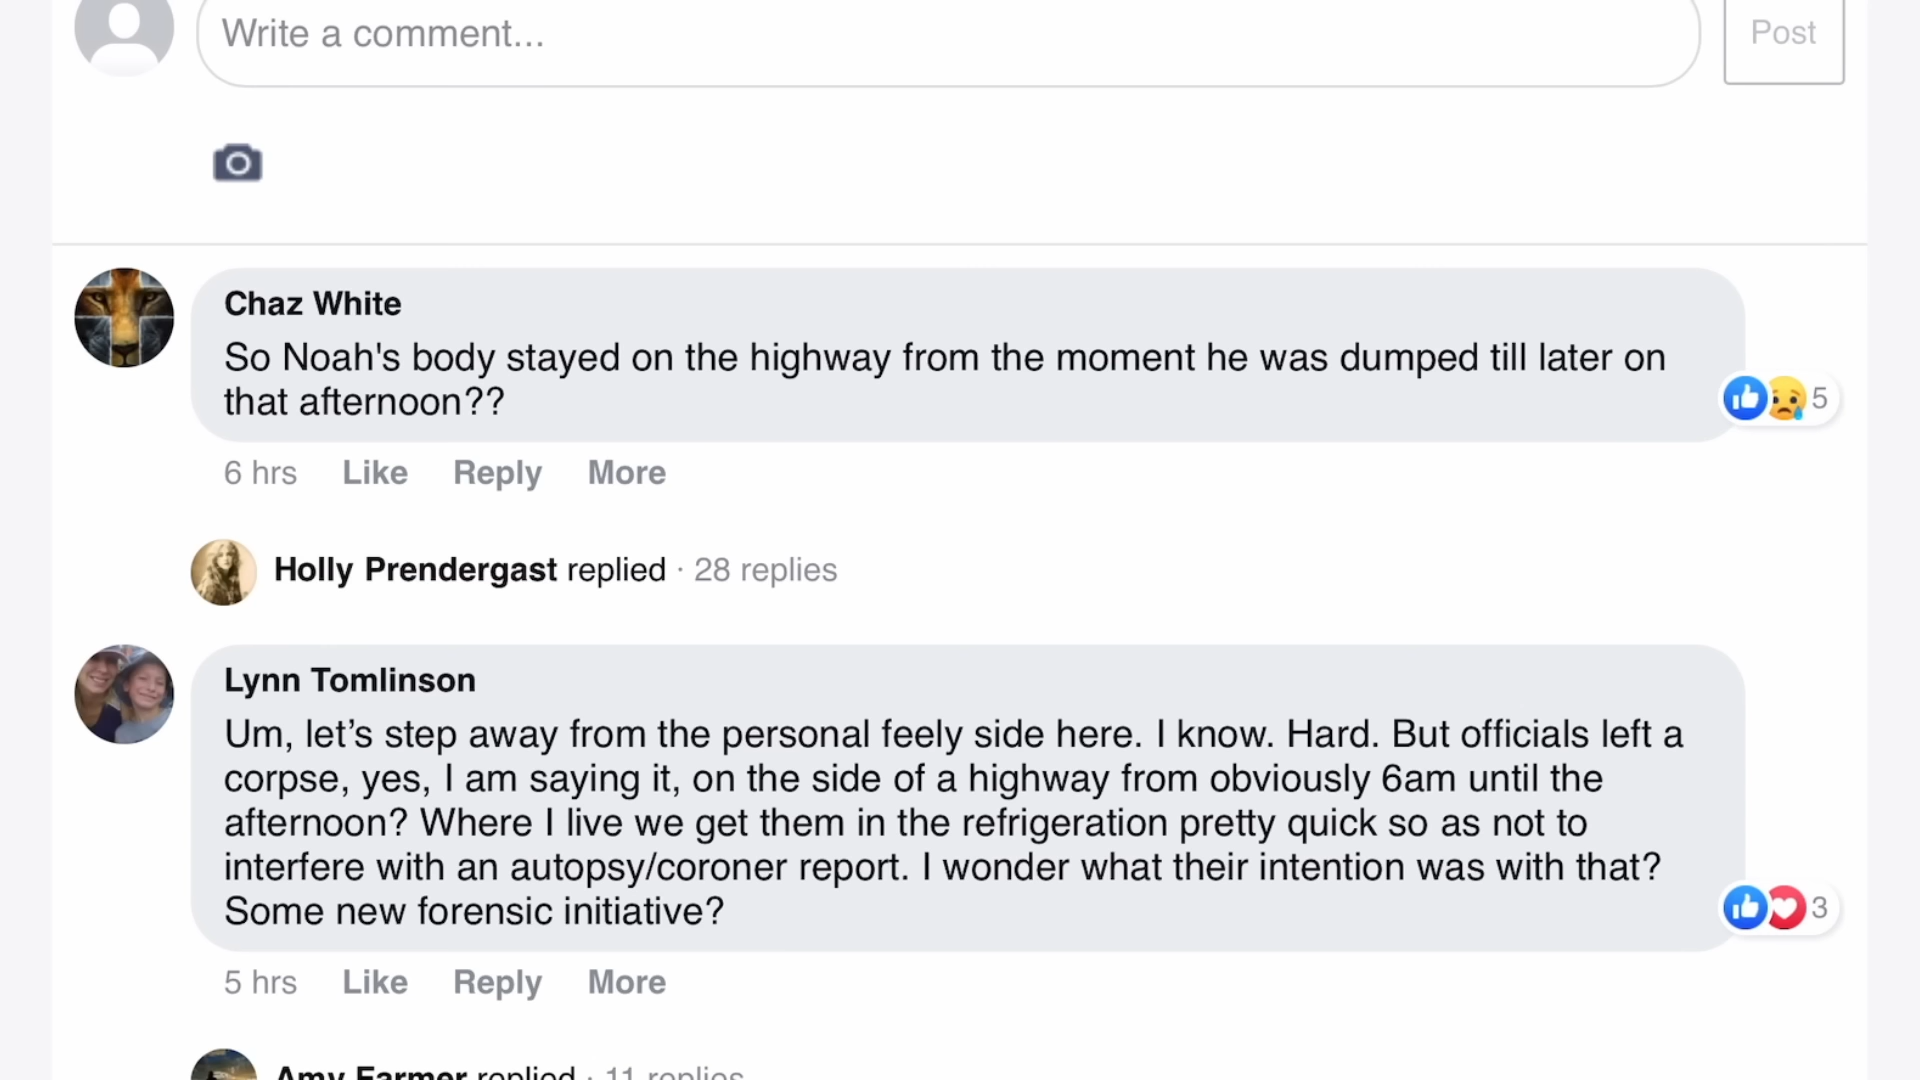 Write a comment...
Post
Chaz White
So Noah's body stayed on the highway from the moment he was dumped till later on
that afternoon??
5
6 hrs Like Reply More
Holly Prendergast replied · 28 replies
Lynn Tomlinson
Um, let’s step away from the personal feely side here. I know. Hard. But officials left a
corpse, yes, I am saying it, on the side of a highway from obviously 6am until the
afternoon? Where I live we get them in the refrigeration pretty quick so as not to
interfere with an autopsy/coroner report. I wonder what their intention was with that?
Some new forensic initiative?
3
5 hrs Like Reply More
Amy Farmer replied · 11 replies